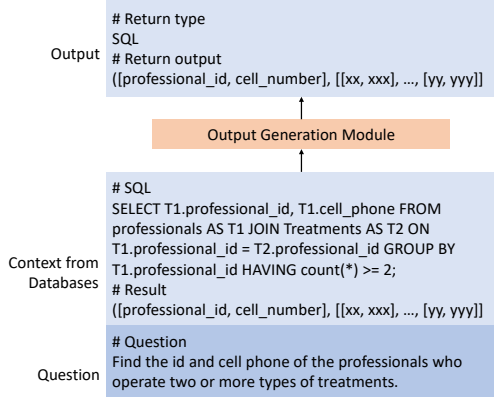 # Return type
SQL
Output
# Return output
([professional_id, cell_number], [[xx, xxx], …, [yy, yyy]]
Output Generation Module
# SQL
SELECT T1.professional_id, T1.cell_phone FROM
professionals AS T1 JOIN Treatments AS T2 ON
T1.professional_id = T2.professional_id GROUP BY
Context from
Databases
T1.professional_id HAVING count(*) >= 2;
# Result
([professional_id, cell_number], [[xx, xxx], …, [yy, yyy]]
# Question
Question
Find the id and cell phone of the professionals who
operate two or more types of treatments.